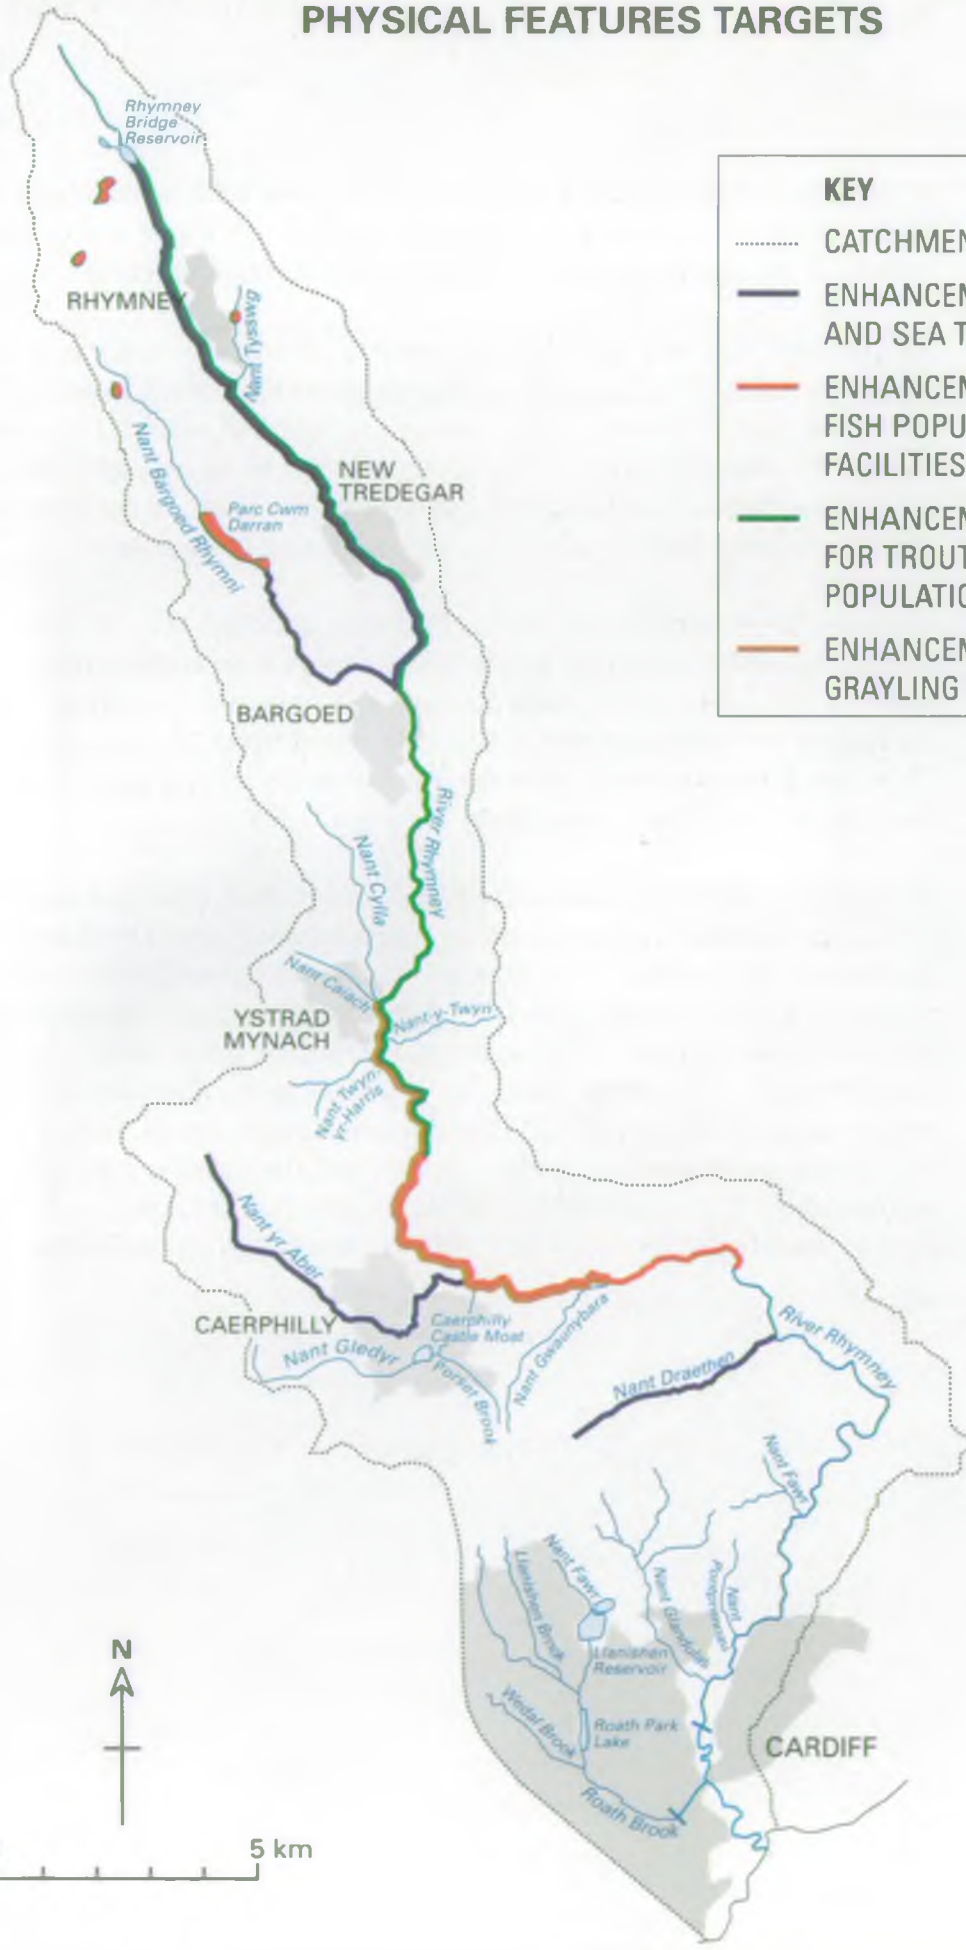 PHYSICAL FEATURES TARGETS
KEY
CATCHMEN
ENHANCEN
AND SEA T
ENHANCEN
FISH POPU
FACILITIES
ENHANCEN
FOR TROUT
POPULATIO
ENHANCEN
GRAYLING
Rhymney
Bridge
Reservoir
RHYMNEY
Nant Tysswg
Nant Bargoed Rhymni
NEW
TREDEGAR
Parc Cwm
Darran
BARGOED
River Rhymney
Nant Cylla
Nant Caiach
YSTRAD
MYNACH
Nant-y-Twyn
Nant Twyn-
yr-Harris
Nant yr Aber
CAERPHILLY
Caerphilly
Castle Moat
Nant Gledyr
Porset Brook
Nant Gwaunybara
Nant Draethen
River Rhymney
Nant Fawr
Llanishen Brook
Nant Fawr
Nant Glandulas
Nant
Llanishen
Reservoir
Wedal Brook
Roath Park
Lake
Roath Brook
CARDIFF
N
5 km